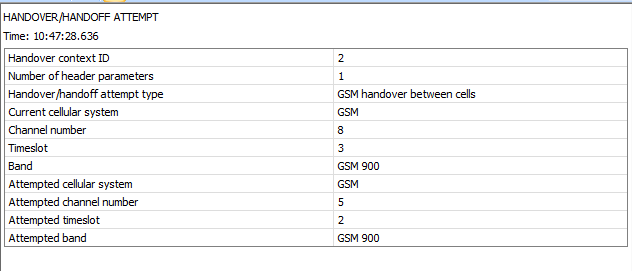 HANDOVER/HANDOFF ATTEMPT
Time: 10:47:28.636
Handover context ID 2
Number of header parameters 1
Handover/handoff attempt type GSM handover between cells
Current cellular system GSM
Channel number 8
Timeslot 3
Band GSM 900
Attempted cellular system GSM
Attempted channel number 5
Attempted timeslot 2
Attempted band GSM 900